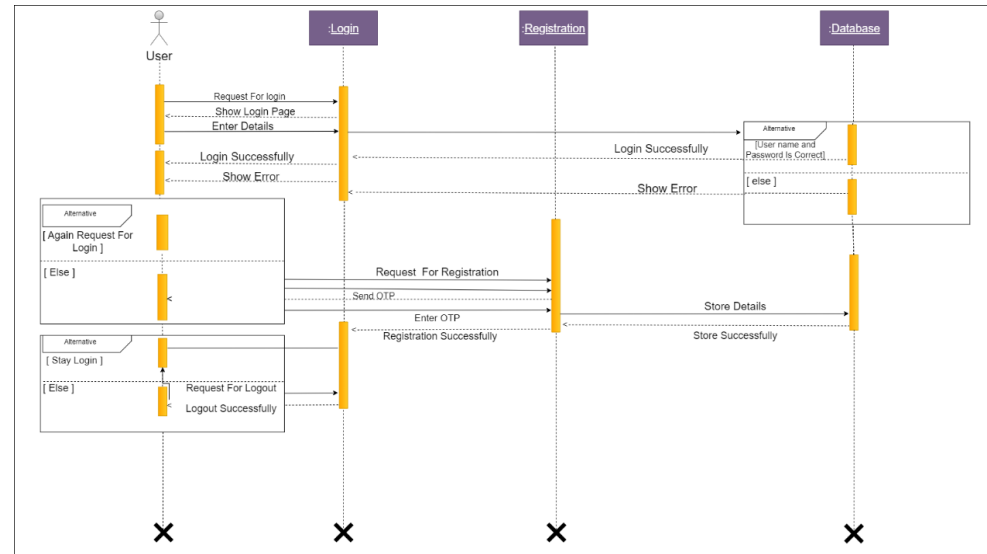 :Login
:Registration
:Database
User
Request For login
Show Login Page
Enter Details
Alternative
[User name and
Password Is Correct]
Login Successfully
Login Successfully
Show Error
[ else ]
Show Error
Alternative
[ Again Request For
Login ]
[ Else ]
Request For Registration
Send OTP
Store Details
Enter OTP
Registration Successfully
Store Successfully
Alternative
[ Stay Login ]
[ Else ]
Request For Logout
Logout Successfully